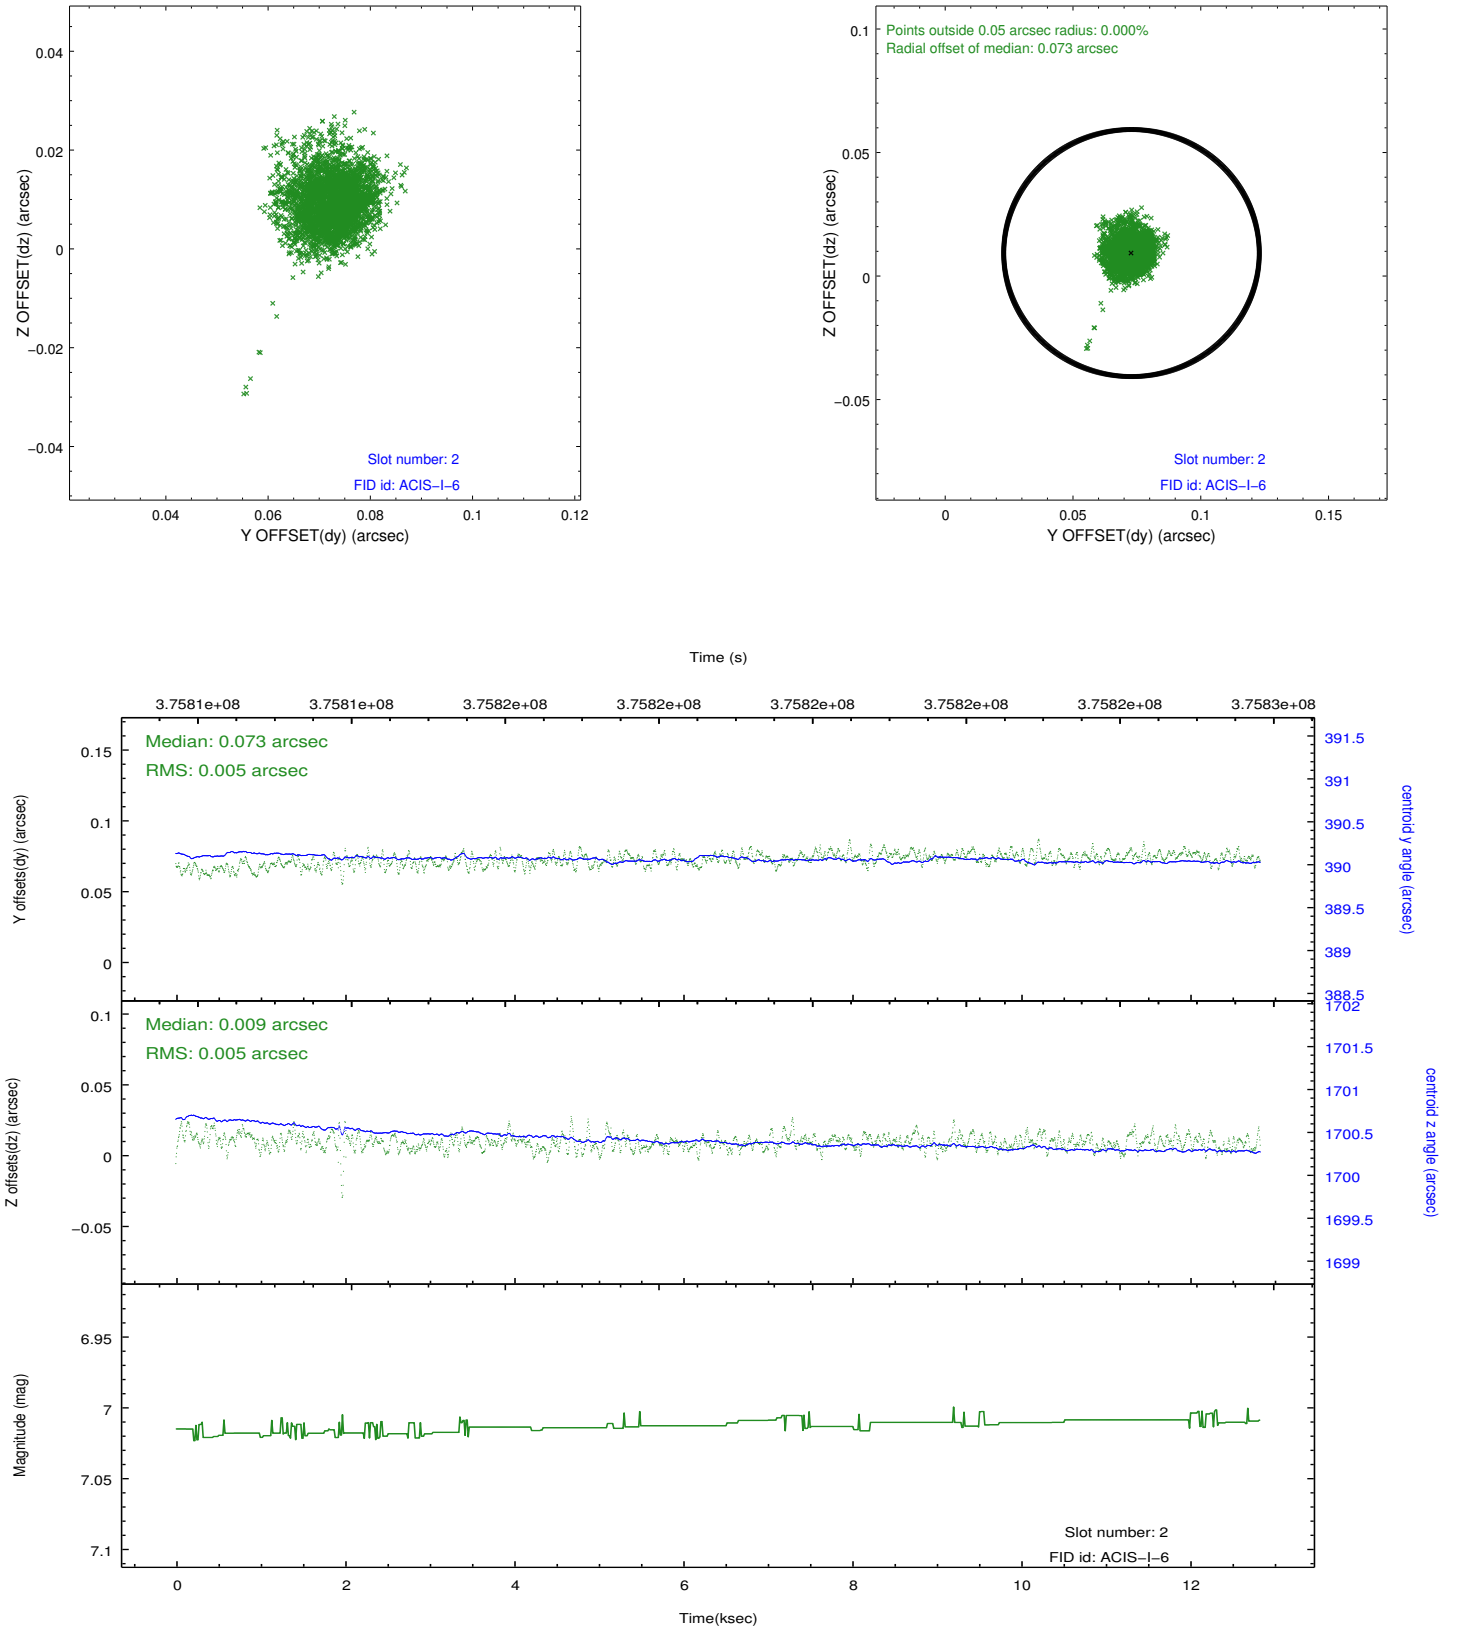 0.04
0.02
0
−0.02
−0.04
Z OFFSET(dz) (arcsec)
Slot number: 2
FID id: ACIS−I−6
0.04 0.06 0.08 0.1 0.12
Y OFFSET(dy) (arcsec)
Points outside 0.05 arcsec radius: 0.000%
Radial offset of median: 0.073 arcsec
0.1
0.05
0
−0.05
Z OFFSET(dz) (arcsec)
Slot number: 2
FID id: ACIS−I−6
0 0.05 0.1 0.15
Y OFFSET(dy) (arcsec)
Time (s)
3.7581e+08 3.7581e+08 3.7582e+08 3.7582e+08 3.7582e+08 3.7582e+08 3.7582e+08 3.7583e+08
Median: 0.073 arcsec
RMS: 0.005 arcsec
0.15
0.1
0.05
0
Y offsets(dy) (arcsec)
391.5
391
390.5
390
389.5
389
388.5
centroid y angle (arcsec)
Median: 0.009 arcsec
RMS: 0.005 arcsec
0.1
0.05
0
−0.05
Z offsets(dz) (arcsec)
1702
1701.5
1701
1700.5
1700
1699.5
1699
centroid z angle (arcsec)
6.95
7
7.05
7.1
Magnitude (mag)
Slot number: 2
FID id: ACIS−I−6
0 2 4 6 8 10 12
Time(ksec)